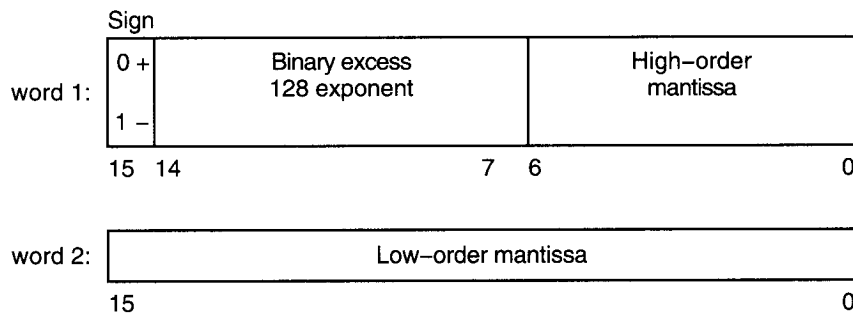 Sign
0 + Binary excess High–order
word 1: 128 exponent mantissa
1 –
15 14 7 6 0
word 2: Low–order mantissa
15 0